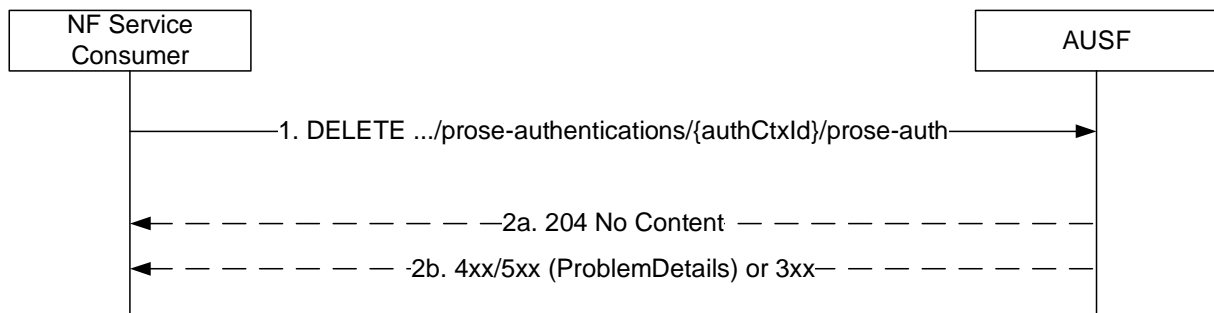 NF Service
Consumer
AUSF
1. DELETE .../prose-authentications/{authCtxId}/prose-auth
2a. 204 No Content
2b. 4xx/5xx (ProblemDetails) or 3xx